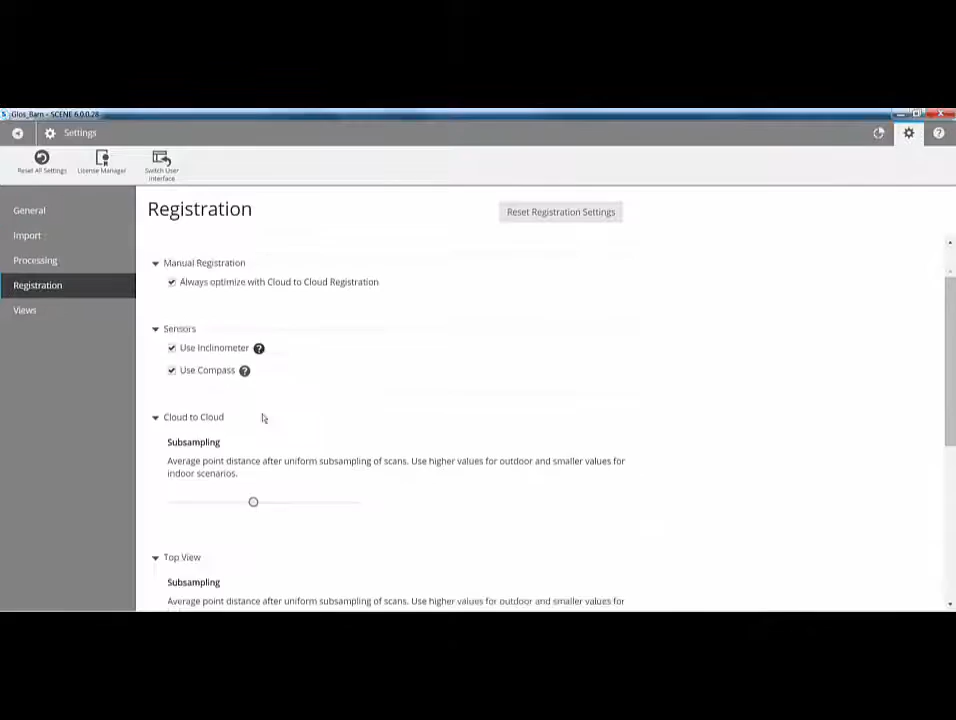 Glos_Barn - SCENE 6.0.0.28
Settings
Reset All Settings
License Manager
Switch User
Interface
General
Import
Processing
Registration
Views
Registration
Reset Registration Settings
Manual Registration
Always optimize with Cloud to Cloud Registration
Sensors
Use Inclinometer ?
Use Compass ?
Cloud to Cloud
Subsampling
Average point distance after uniform subsampling of scans. Use higher values for outdoor and smaller values for
indoor scenarios.
Top View
Subsampling
Average point distance after uniform subsampling of scans. Use higher values for outdoor and smaller values for